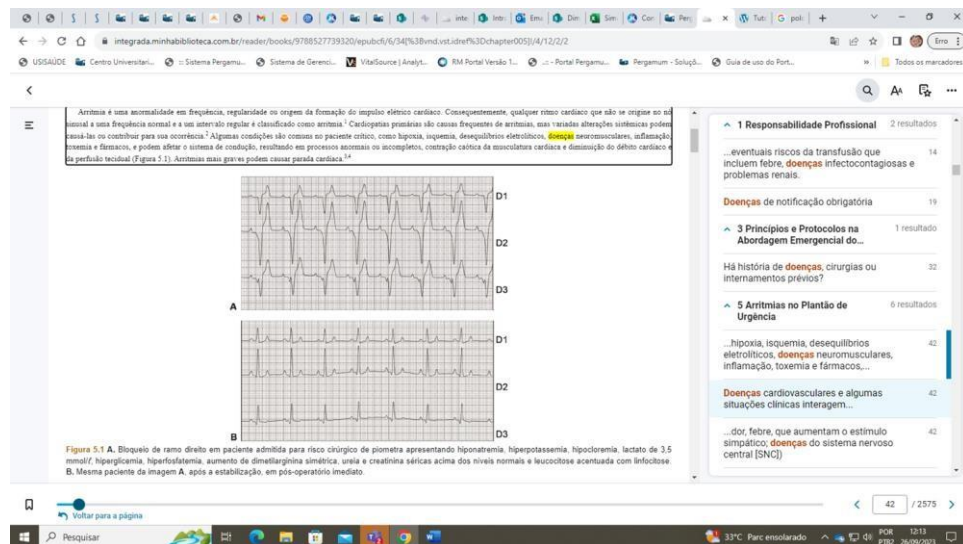 inte
Intr
Em
Din
Sim
Cor
Per
Tut
G poli
integrada.minhabiblioteca.com.br/reader/books/9788527739320/epubcfi/6/34[%3Bvnd.vst.idref%3Dchapter005]!/4/12/2/2
Erro
USISAÚDE
Centro Universitari...
::: Sistema Pergamu...
Sistema de Gerenci...
VitalSource | Analyt...
RM Portal Versão 1...
..: - Portal Pergamu...
Pergamum - Soluçõ...
Guia de uso do Port...
Todos os marcadores
Arritmia é uma anormalidade em frequência, regularidade ou origem da formação do impulso elétrico cardíaco. Consequentemente, qualquer ritmo cardíaco que não se origine no nó
sinusal a uma frequência normal e a um intervalo regular é classificado como arritmia.1 Cardiopatias primárias são causas frequentes de arritmias, mas variadas alterações sistêmicas podem
causá-las ou contribuir para sua ocorrência.2 Algumas condições são comuns no paciente crítico, como hipoxia, isquemia, desequilíbrios eletrolíticos, doenças neuromusculares, inflamação,
toxemia e fármacos, e podem afetar o sistema de condução, resultando em processos anormais ou incompletos, contração caótica da musculatura cardíaca e diminuição do débito cardíaco e
da perfusão tecidual (Figura 5.1). Arritmias mais graves podem causar parada cardíaca.3,4
D1
D2
D3
A
D1
D2
D3
B
Figura 5.1 A. Bloqueio de ramo direito em paciente admitida para risco cirúrgico de piometra apresentando hiponatremia, hiperpotassemia, hipocloremia, lactato de 3,5
mmol/ℓ, hiperglicemia, hiperfosfatemia, aumento de dimetilarginina simétrica, ureia e creatinina séricas acima dos níveis normais e leucocitose acentuada com linfocitose.
B. Mesma paciente da imagem A, após a estabilização, em pós-operatório imediato.
1 Responsabilidade Profissional 2 resultados
...eventuais riscos da transfusão que 14
incluem febre, doenças infectocontagiosas e
problemas renais.
Doenças de notificação obrigatória 19
3 Princípios e Protocolos na 1 resultado
Abordagem Emergencial do...
Há história de doenças, cirurgias ou 32
internamentos prévios?
5 Arritmias no Plantão de 6 resultados
Urgência
...hipoxia, isquemia, desequilíbrios 42
eletrolíticos, doenças neuromusculares,
inflamação, toxemia e fármacos,...
Doenças cardiovasculares e algumas 42
situações clínicas interagem...
...dor, febre, que aumentam o estímulo 42
simpático; doenças do sistema nervoso
central [SNC])
Voltar para a página
42 / 2575
Pesquisar
33°C Parc ensolarado
POR
PTB2
12:13
26/09/2023